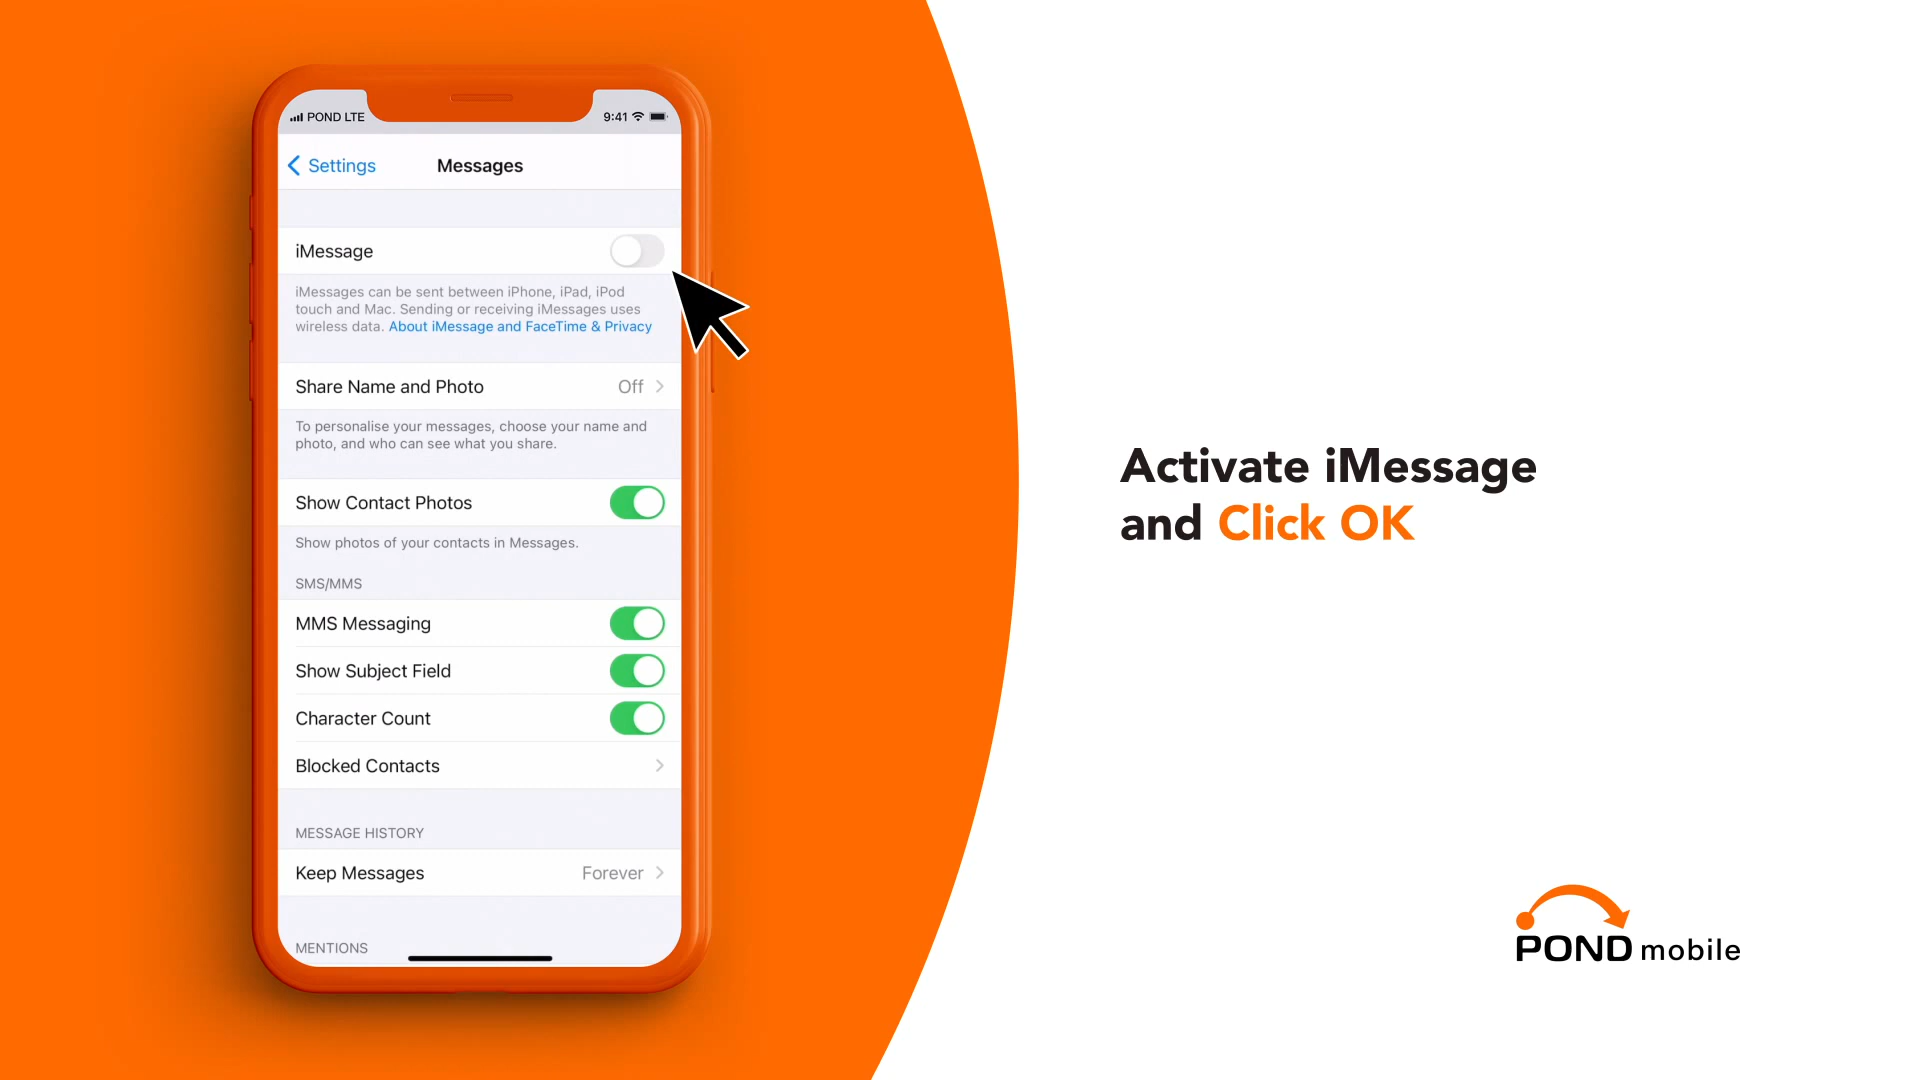 POND LTE
9:41
Settings
Messages
iMessage
iMessages can be sent between iPhone, iPad, iPod
touch and Mac. Sending or receiving iMessages uses
wireless data. About iMessage and FaceTime & Privacy
Share Name and Photo
Off
To personalise your messages, choose your name and
photo, and who can see what you share.
Show Contact Photos
Show photos of your contacts in Messages.
SMS/MMS
MMS Messaging
Show Subject Field
Character Count
Blocked Contacts
MESSAGE HISTORY
Keep Messages
Forever
MENTIONS
Activate iMessage
and Click OK
POND mobile